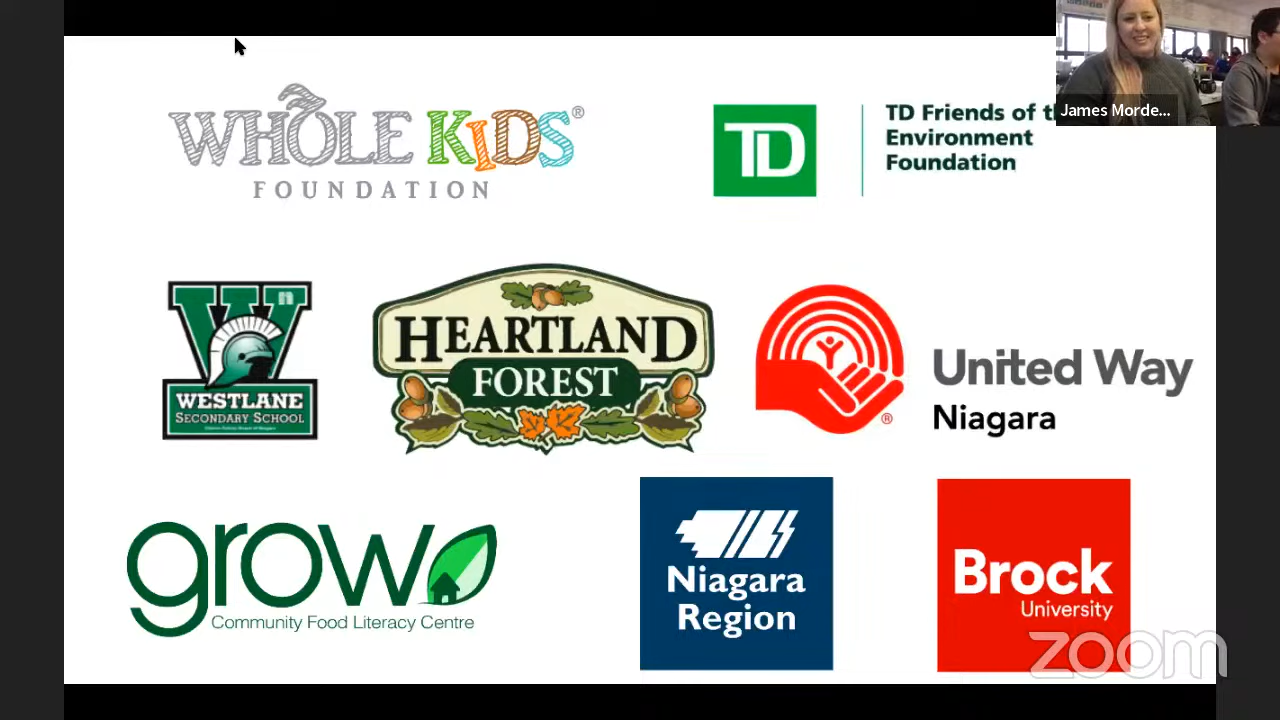 WHOLE KIDS®
FOUNDATION
TD
TD Friends of th
Environment
Foundation
James Morde...
W n
WESTLANE
SECONDARY SCHOOL
HEARTLAND
FOREST
United Way
Niagara
®
grow
Community Food Literacy Centre
Niagara
Region
Brock
University
zoom